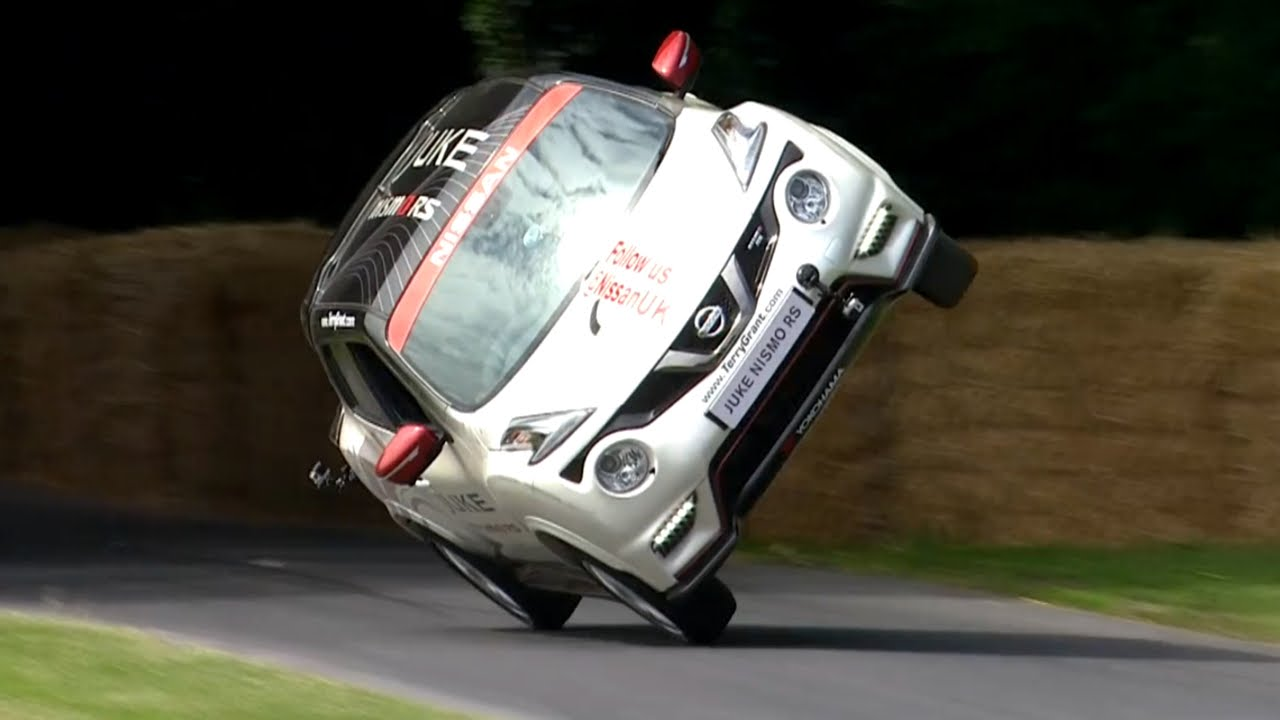 JUKE
nismo RS
NISSAN
Follow us
@NissanUK
www.TerryGrant.com
JUKE NISMO RS
YOKOHAMA
JUKE